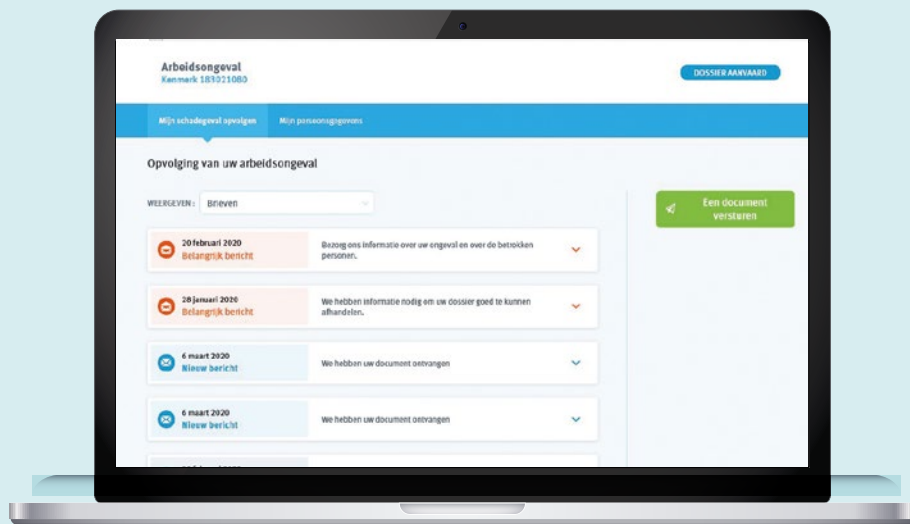 Arbeidsongeval
Kenmerk 183021080
DOSSIER AANVAARD
Mijn schadegeval opvolgen
Mijn persoonsgegevens
Opvolging van uw arbeidsongeval
WEERGEVEN : Brieven
Een document
versturen
20 februari 2020
Belangrijk bericht
Bezorg ons informatie over uw ongeval en over de betrokken
personen.
28 januari 2020
Belangrijk bericht
We hebben informatie nodig om uw dossier goed te kunnen
afhandelen.
6 maart 2020
Nieuw bericht
We hebben uw document ontvangen
6 maart 2020
Nieuw bericht
We hebben uw document ontvangen